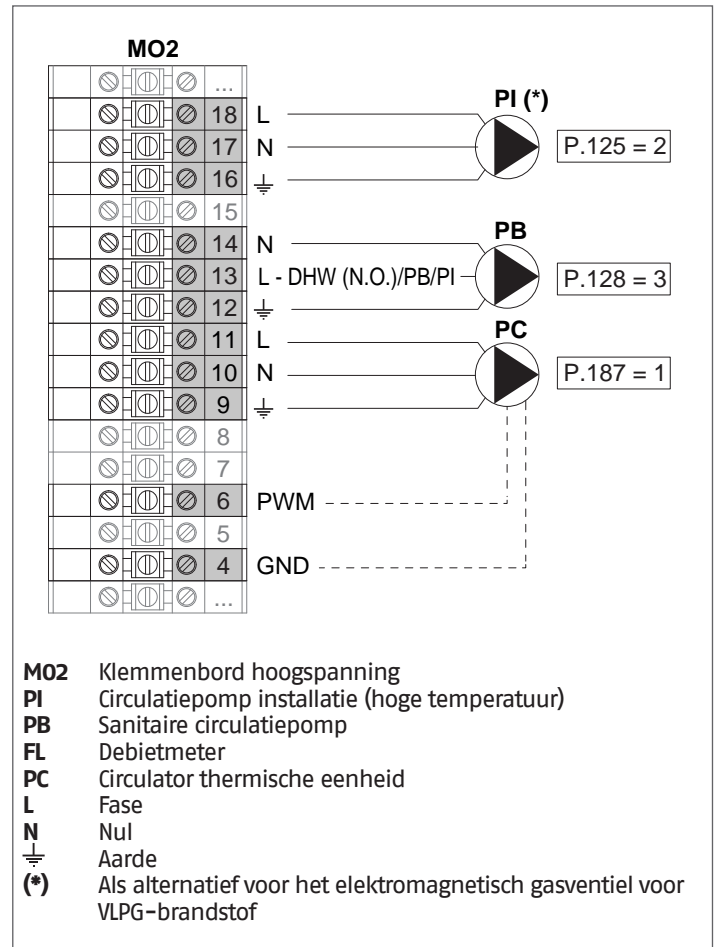 MO2
...
18 L
PI (*)
17 N
P.125 = 2
16 ⏚
15
14 N
PB
13 L - DHW (N.O.)/PB/PI
P.128 = 3
12 ⏚
11 L
PC
10 N
P.187 = 1
9 ⏚
8
7
6 PWM
5
4 GND
...
M02 Klemmenbord hoogspanning
PI Circulatiepomp installatie (hoge temperatuur)
PB Sanitaire circulatiepomp
FL Debietmeter
PC Circulator thermische eenheid
L Fase
N Nul
⏚ Aarde
(*) Als alternatief voor het elektromagnetisch gasventiel voor
VLPG-brandstof